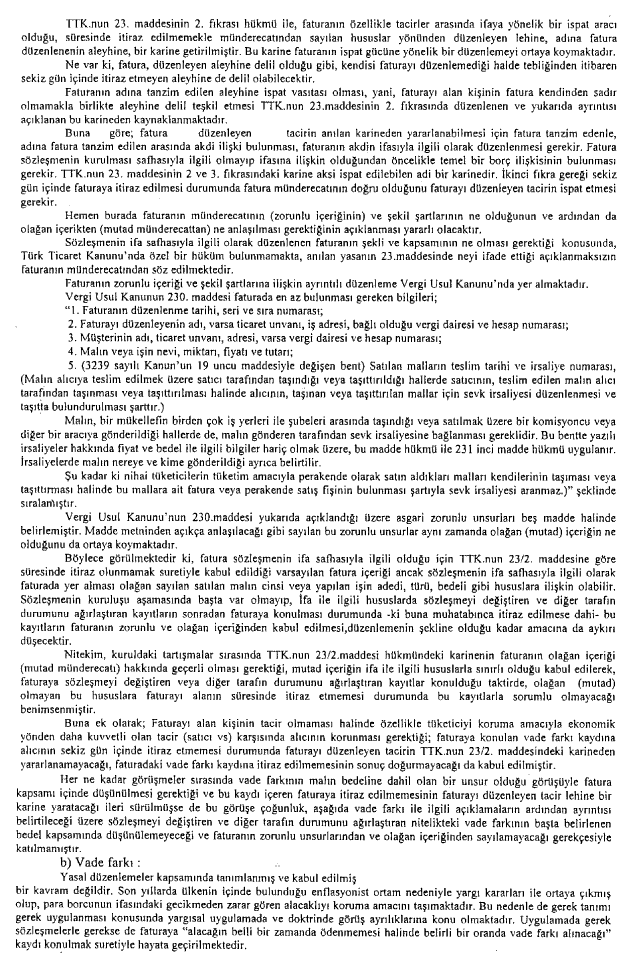 TTK.nun 23. maddesinin 2. fıkrası hükmü ile, faturanın özellikle tacirler arasında ifaya yönelik bir ispat aracı
olduğu, süresinde itiraz edilmemekle münderecatından sayılan hususlar yönünden düzenleyen lehine, adına fatura
düzenlenenin aleyhine, bir karine getirilmiştir. Bu karine faturanın ispat gücüne yönelik bir düzenlemeyi ortaya koymaktadır.
Ne var ki, fatura, düzenleyen aleyhine delil olduğu gibi, kendisi faturayı düzenlemediği halde tebliğinden itibaren
sekiz gün içinde itiraz etmeyen aleyhine de delil olabilecektir.
Faturanın adına tanzim edilen aleyhine ispat vasıtası olması, yani, faturayı alan kişinin fatura kendinden sadır
olmamakla birlikte aleyhine delil teşkil etmesi TTK.nun 23.maddesinin 2. fıkrasında düzenlenen ve yukarıda ayrıntısı
açıklanan bu karineden kaynaklanmaktadır.
Buna göre; fatura düzenleyen tacirin anılan karineden yararlanabilmesi için fatura tanzim edenle,
adına fatura tanzim edilen arasında akdi ilişki bulunması, faturanın akdin ifasıyla ilgili olarak düzenlenmesi gerekir. Fatura
sözleşmenin kurulması safhasıyla ilgili olmayıp ifasına ilişkin olduğundan öncelikle temel bir borç ilişkisinin bulunması
gerekir. TTK.nun 23. maddesinin 2 ve 3. fıkrasındaki karine aksi ispat edilebilen adi bir karinedir. İkinci fıkra gereği sekiz
gün içinde faturaya itiraz edilmesi durumunda fatura münderecatının doğru olduğunu faturayı düzenleyen tacirin ispat etmesi
gerekir.
Hemen burada faturanın münderecatının (zorunlu içeriğinin) ve şekil şartlarının ne olduğunun ve ardından da
olağan içerikten (mutad münderecattan) ne anlaşılması gerektiğinin açıklanması yararlı olacaktır.
Sözleşmenin ifa safhasıyla ilgili olarak düzenlenen faturanın şekli ve kapsamının ne olması gerektiği konusunda,
Türk Ticaret Kanunu'nda özel bir hüküm bulunmamakta, anılan yasanın 23.maddesinde neyi ifade ettiği açıklanmaksızın
faturanın münderecatından söz edilmektedir.
Faturanın zorunlu içeriği ve şekil şartlarına ilişkin ayrıntılı düzenleme Vergi Usul Kanunu'nda yer almaktadır.
Vergi Usul Kanunun 230. maddesi faturada en az bulunması gereken bilgileri;
“1. Faturanın düzenlenme tarihi, seri ve sıra numarası;
2. Faturayı düzenleyenin adı, varsa ticaret unvanı, iş adresi, bağlı olduğu vergi dairesi ve hesap numarası;
3. Müşterinin adı, ticaret unvanı, adresi, varsa vergi dairesi ve hesap numarası;
4. Malın veya işin nevi, miktarı, fiyatı ve tutarı;
5. (3239 sayılı Kanun'un 19 uncu maddesiyle değişen bent) Satılan malların teslim tarihi ve irsaliye numarası,
(Malın alıcıya teslim edilmek üzere satıcı tarafından taşındığı veya taşıttırıldığı hallerde satıcının, teslim edilen malın alıcı
tarafından taşınması veya taşıttırılması halinde alıcının, taşınan veya taşıttırılan mallar için sevk irsaliyesi düzenlenmesi ve
taşıtta bulundurulması şarttır.)
Malın, bir mükellefin birden çok iş yerleri ile şubeleri arasında taşındığı veya satılmak üzere bir komisyoncu veya
diğer bir aracıya gönderildiği hallerde de, malın gönderen tarafından sevk irsaliyesine bağlanması gereklidir. Bu bentte yazılı
irsaliyeler hakkında fiyat ve bedel ile ilgili bilgiler hariç olmak üzere, bu madde hükmü ile 231 inci madde hükmü uygulanır.
İrsaliyelerde malın nereye ve kime gönderildiği ayrıca belirtilir.
Şu kadar ki nihai tüketicilerin tüketim amacıyla perakende olarak satın aldıkları malları kendilerinin taşıması veya
taşıttırması halinde bu mallara ait fatura veya perakende satış fişinin bulunması şartıyla sevk irsaliyesi aranmaz.)” şeklinde
sıralamıştır.
Vergi Usul Kanunu'nun 230.maddesi yukarıda açıklandığı üzere asgari zorunlu unsurları beş madde halinde
belirlemiştir. Madde metninden açıkça anlaşılacağı gibi sayılan bu zorunlu unsurlar aynı zamanda olağan (mutad) içeriğin ne
olduğunu da ortaya koymaktadır.
Böylece görülmektedir ki, fatura sözleşmenin ifa safhasıyla ilgili olduğu için TTK.nun 23/2. maddesine göre
süresinde itiraz olunmamak suretiyle kabul edildiği varsayılan fatura içeriği ancak sözleşmenin ifa safhasıyla ilgili olarak
faturada yer alması olağan sayılan satılan malın cinsi veya yapılan işin adedi, türü, bedeli gibi hususlara ilişkin olabilir.
Sözleşmenin kuruluşu aşamasında başta var olmayıp, İfa ile ilgili hususlarda sözleşmeyi değiştiren ve diğer tarafın
durumunu ağırlaştıran kayıtların sonradan faturaya konulması durumunda -ki buna muhatabınca itiraz edilmese dahi- bu
kayıtların faturanın zorunlu ve olağan içeriğinden kabul edilmesi,düzenlemenin şekline olduğu kadar amacına da aykırı
düşecektir.
Nitekim, kuruldaki tartışmalar sırasında TTK.nun 23/2.maddesi hükmündeki karinenin faturanın olağan içeriği
(mutad münderecatı) hakkında geçerli olması gerektiği, mutad içeriğin ifa ile ilgili hususlarla sınırlı olduğu kabul edilerek,
faturaya sözleşmeyi değiştiren veya diğer tarafın durumunu ağırlaştıran kayıtlar konulduğu taktirde, olağan (mutad)
olmayan bu hususlara faturayı alanın süresinde itiraz etmemesi durumunda bu kayıtlarla sorumlu olmayacağı
benimsenmiştir.
Buna ek olarak; Faturayı alan kişinin tacir olmaması halinde özellikle tüketiciyi koruma amacıyla ekonomik
yönden daha kuvvetli olan tacir (satıcı vs) karşısında alıcının korunması gerektiği; faturaya konulan vade farkı kaydına
alıcının sekiz gün içinde itiraz etmemesi durumunda faturayı düzenleyen tacirin TTK.nun 23/2. maddesindeki karineden
yararlanamayacağı, faturadaki vade farkı kaydına itiraz edilmemesinin sonuç doğurmayacağı da kabul edilmiştir.
Her ne kadar görüşmeler sırasında vade farkının malın bedeline dahil olan bir unsur olduğu görüşüyle fatura
kapsamı içinde düşünülmesi gerektiği ve bu kaydı içeren faturaya itiraz edilmemesinin faturayı düzenleyen tacir lehine bir
karine yaratacağı ileri sürülmüşse de bu görüşe çoğunluk, aşağıda vade farkı ile ilgili açıklamaların ardından ayrıntısı
belirtileceği üzere sözleşmeyi değiştiren ve diğer tarafın durumunu ağırlaştıran nitelikteki vade farkının başta belirlenen
bedel kapsamında düşünülemeyeceği ve faturanın zorunlu unsurlarından ve olağan içeriğinden sayılamayacağı gerekçesiyle
katılmamıştır.
b) Vade farkı :
Yasal düzenlemeler kapsamında tanımlanmış ve kabul edilmiş
bir kavram değildir. Son yıllarda ülkenin içinde bulunduğu enflasyonist ortam nedeniyle yargı kararları ile ortaya çıkmış
olup, para borcunun ifasındaki gecikmeden zarar gören alacaklıyı koruma amacını taşımaktadır. Bu nedenle de gerek tanımı
gerek uygulanması konusunda yargısal uygulamada ve doktrinde görüş ayrılıklarına konu olmaktadır. Uygulamada gerek
sözleşmelerle gerekse de faturaya “alacağın belli bir zamanda ödenmemesi halinde belirli bir oranda vade farkı alınacağı”
kaydı konulmak suretiyle hayata geçirilmektedir.